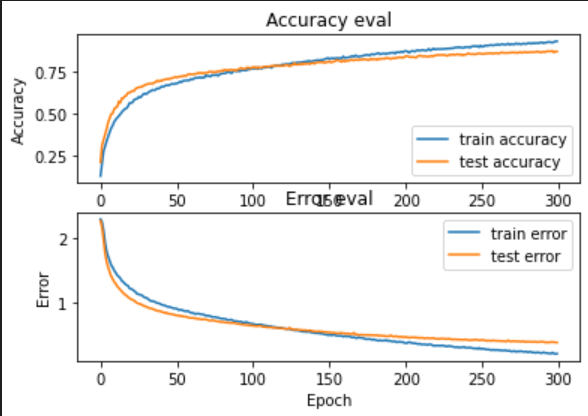 Accuracy eval
Accuracy
0.75
0.50
0.25
train accuracy
test accuracy
0 50 100 150 200 250 300
Error eval
Error
2
1
train error
test error
0 50 100 150 200 250 300
Epoch